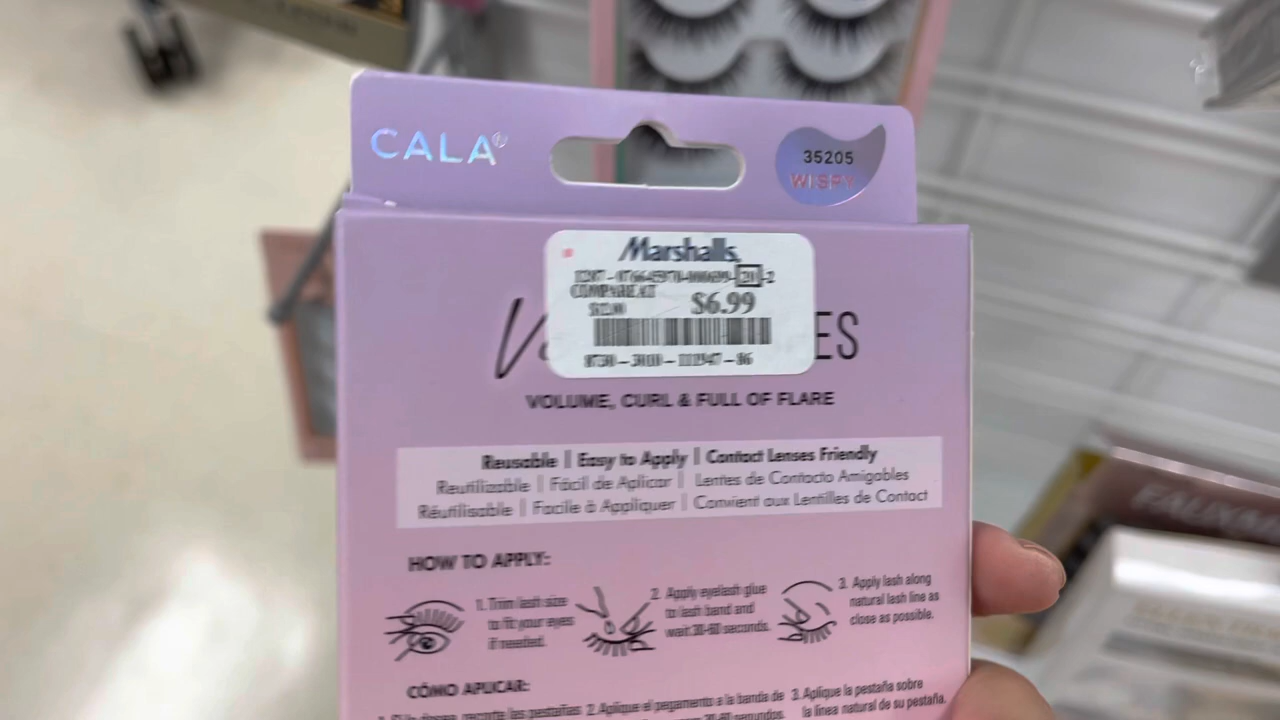 CALA®
35205
WISPY
Marshalls.
COMPARE AT
$6.99
ES
VOLUME, CURL & FULL OF FLARE
Reusable | Easy to Apply | Contact Lenses Friendly
Reutilizable | Fácil de Aplicar | Lentes de Contacto Amigables
Réutilisable | Facile à Appliquer | Convient aux Lentilles de Contact
HOW TO APPLY:
1. Trim lash size
to fit your eyes
if needed.
2. Apply eyelash glue
to lash band and
wait 30-60 seconds.
3. Apply lash along
natural lash line as
close as possible.
CÓMO APLICAR:
2. Aplique el pegamento a la banda de
3. Aplique la pestaña sobre
la línea natural de su pestaña.